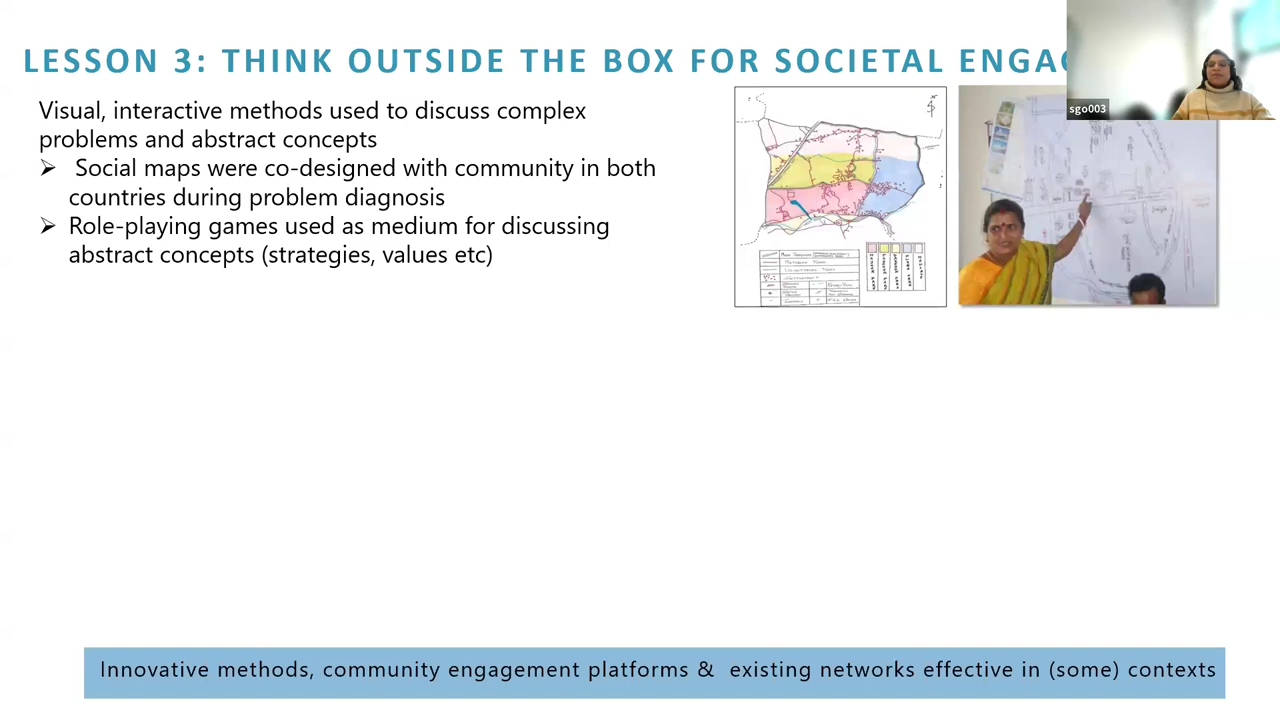 LESSON 3: THINK OUTSIDE THE BOX FOR SOCIETAL ENGA
sgo003
Visual, interactive methods used to discuss complex
problems and abstract concepts
➢ Social maps were co-designed with community in both
countries during problem diagnosis
➢ Role-playing games used as medium for discussing
abstract concepts (strategies, values etc)
Innovative methods, community engagement platforms & existing networks effective in (some) contexts